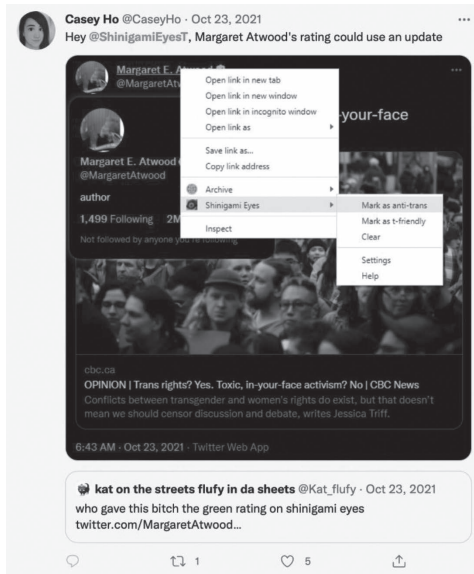 Casey Ho @CaseyHo · Oct 23, 2021
Hey @ShinigamiEyesT, Margaret Atwood's rating could use an update
Margaret E.
@MargaretAtw
Open link in new tab
Open link in new window
Open link in incognito window
Open link as
Save link as...
Copy link address
Archive
Shinigami Eyes
Inspect
Mark as anti-trans
Mark as t-friendly
Clear
Settings
Help
-your-face
Margaret E. Atwood
@MargaretAtwood
author
1,499 Following 2M
Not followed by anyone you're following
cbc.ca
OPINION | Trans rights? Yes. Toxic, in-your-face activism? No | CBC News
Conflicts between transgender and women's rights do exist, but that doesn't
mean we should censor discussion and debate, writes Jessica Triff.
6:43 AM · Oct 23, 2021 · Twitter Web App
kat on the streets flufy in da sheets @Kat_flufy · Oct 23, 2021
who gave this bitch the green rating on shinigami eyes
twitter.com/MargaretAtwood...
1
5